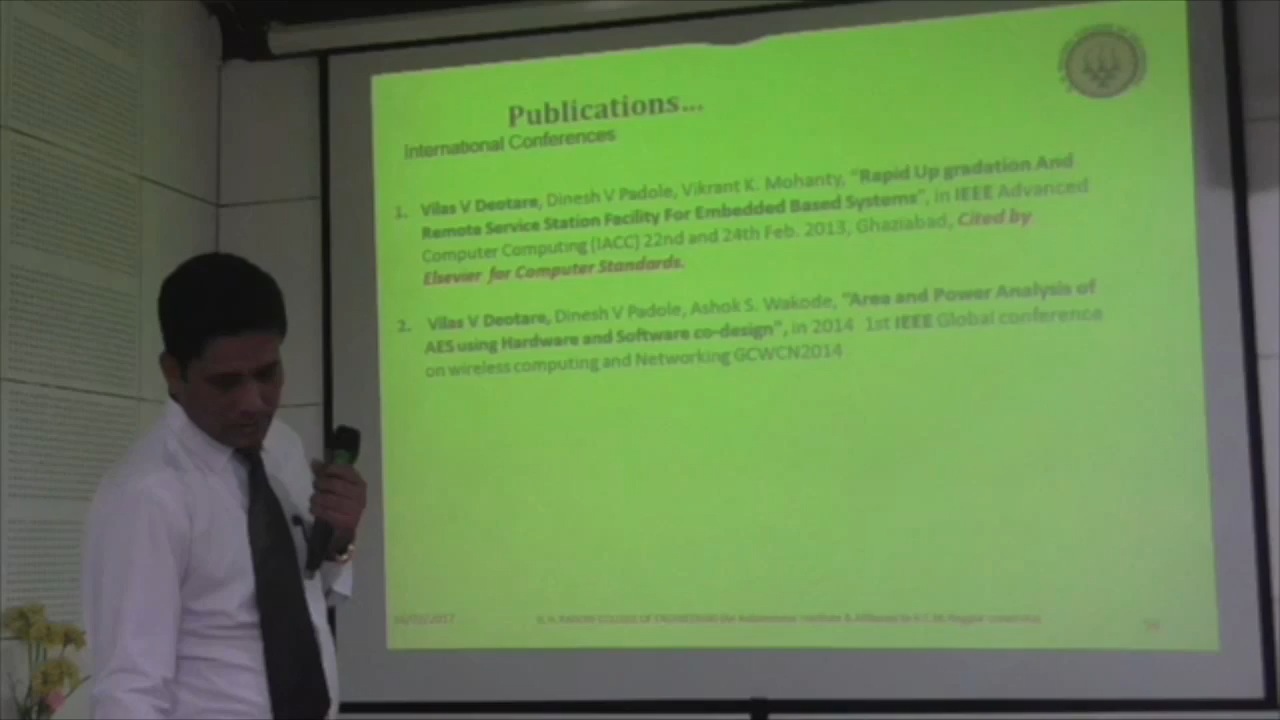 Publications...
International Conferences
1. Vilas V Deotare, Dinesh V Padole, Vikrant K. Mohanty, "Rapid Up gradation And
Remote Service Station Facility For Embedded Based Systems", in IEEE Advanced
Computer Computing (IACC) 22nd and 24th Feb. 2013, Ghaziabad, Cited by
Elsevier for Computer Standards.
2. Vilas V Deotare, Dinesh V Padole, Ashok S. Wakode, "Area and Power Analysis of
AES using Hardware and Software co-design", in 2014 1st IEEE Global conference
on wireless computing and Networking GCWCN2014
COLLEGE OF ENGINEERING